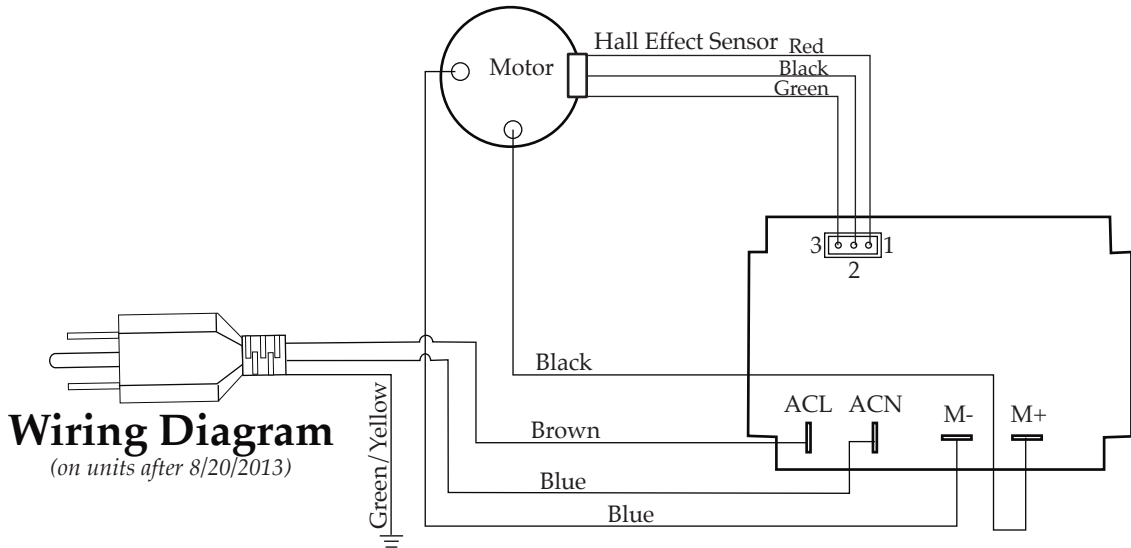 Hall Effect Sensor
Red
Motor
Black
Green
3
1
2
Black
ACL
ACN
M-
M+
Wiring Diagram
(on units after 8/20/2013)
Green/Yellow
Brown
Blue
Blue